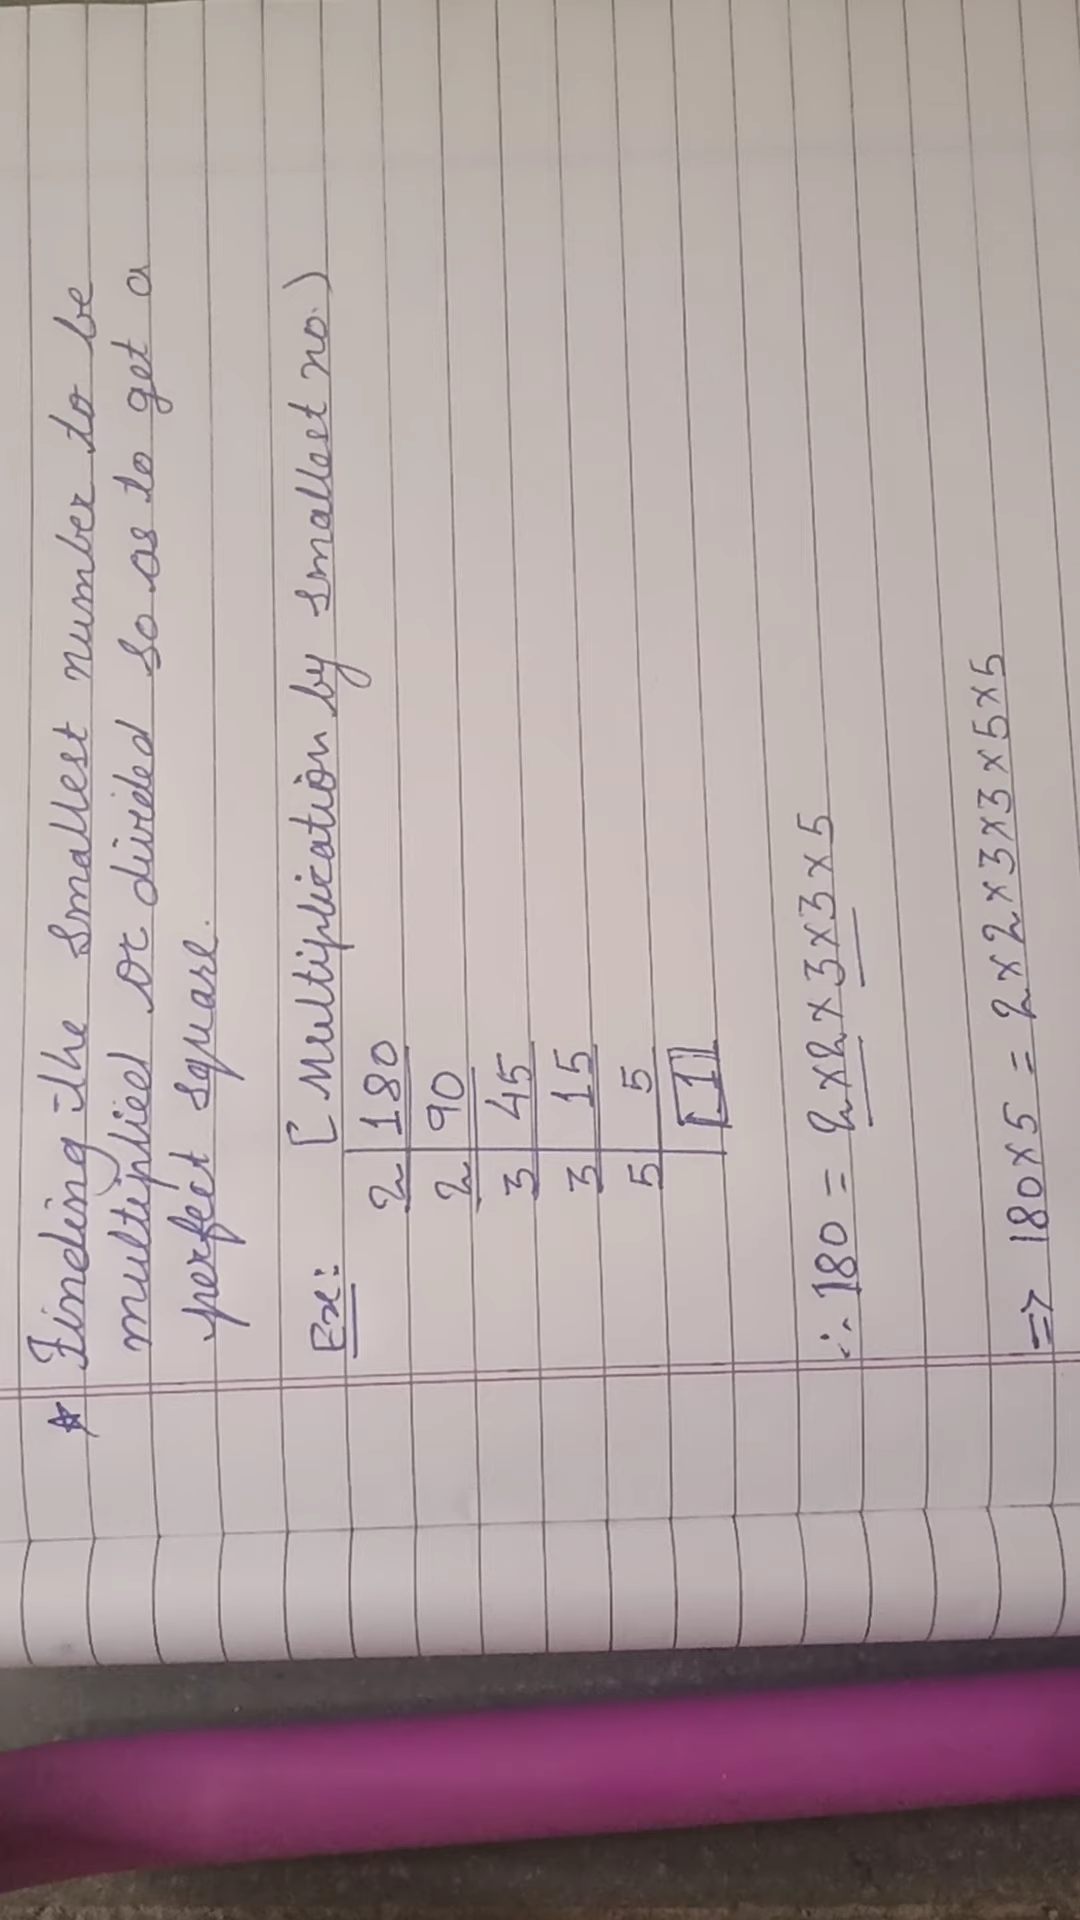 ☆ Finding the smallest number to be
multiplied or divided so as to get a
perfect square.
Ex: [Multiplication by smallest no.)
2 180
2 90
3 45
3 15
5 5
1
∴ 180 = 2×2×3×3×5
=> 180×5 = 2×2×3×3×5×5